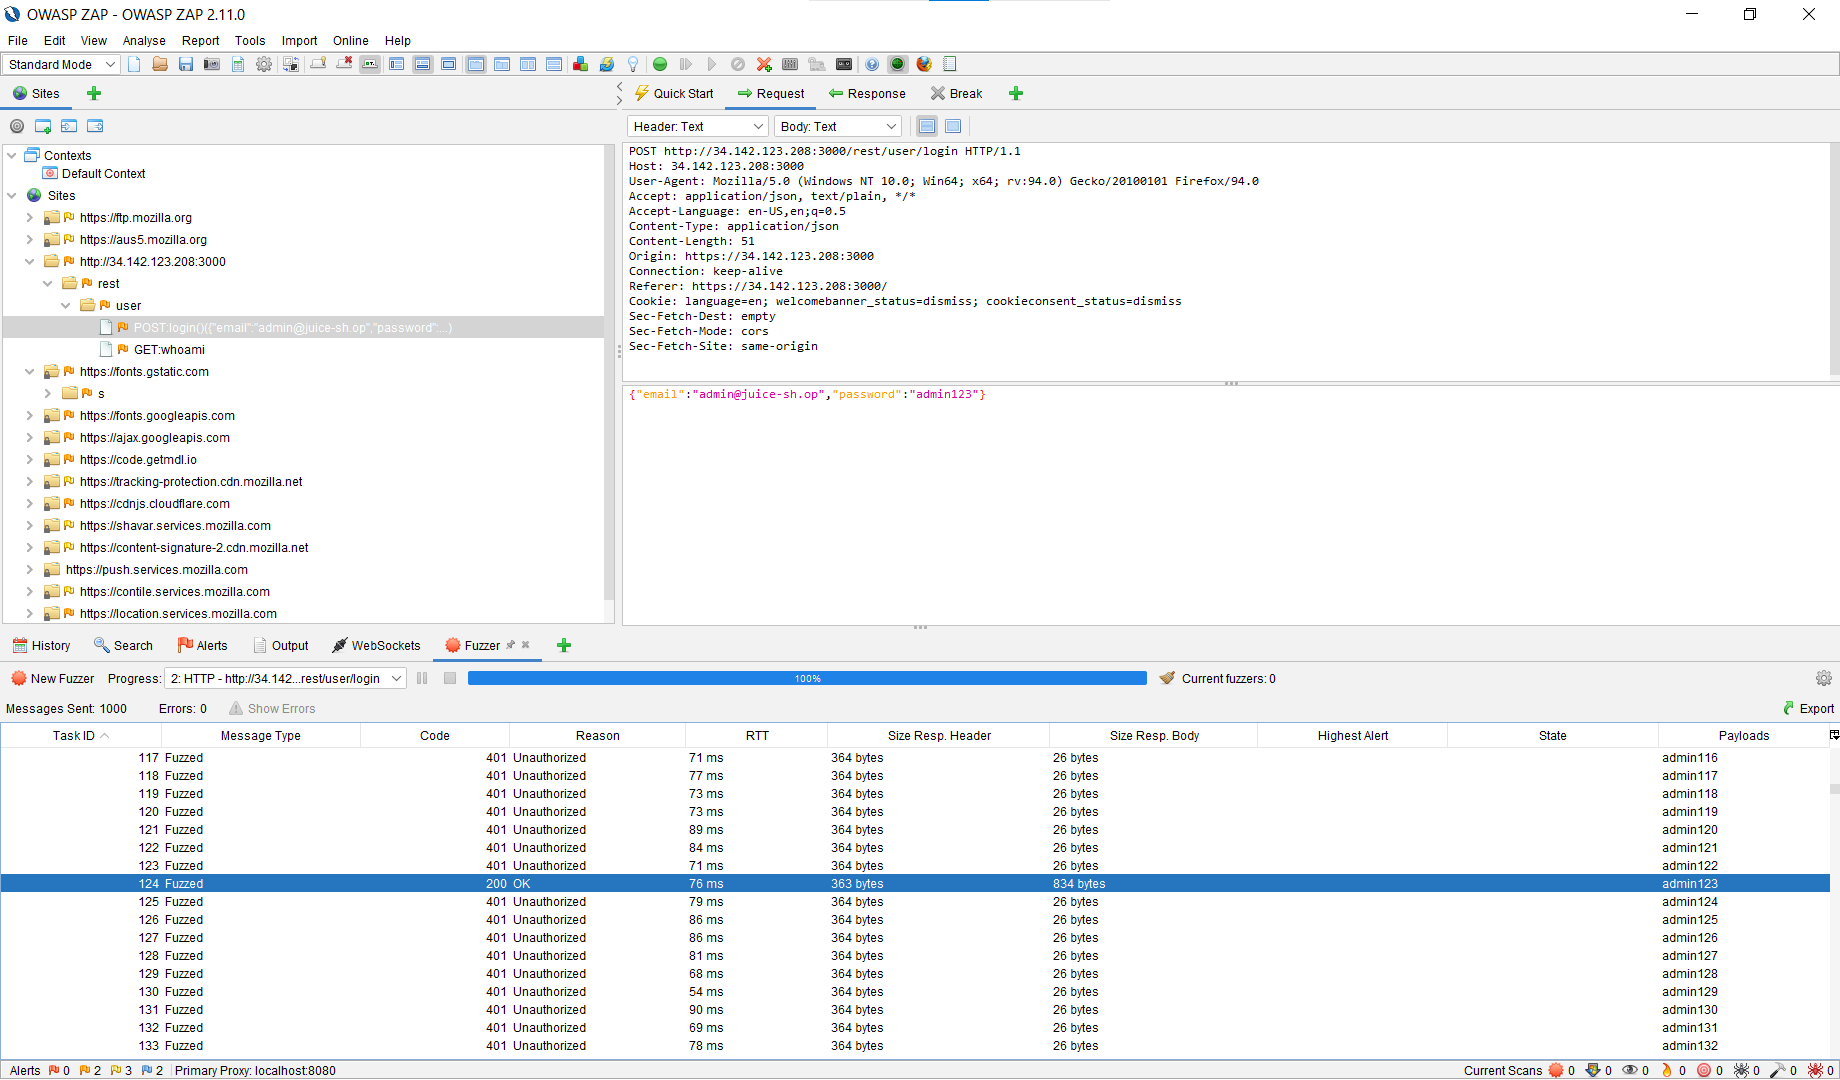 OWASP ZAP - OWASP ZAP 2.11.0
File Edit View Analyse Report Tools Import Online Help
Standard Mode
Sites
Quick Start Request Response Break
Header: Text Body: Text
Contexts
Default Context
Sites
https://ftp.mozilla.org
https://aus5.mozilla.org
http://34.142.123.208:3000
rest
user
POST:login()({"email":"admin@juice-sh.op","password":...)
GET:whoami
https://fonts.gstatic.com
s
https://fonts.googleapis.com
https://ajax.googleapis.com
https://code.getmdl.io
https://tracking-protection.cdn.mozilla.net
https://cdnjs.cloudflare.com
https://shavar.services.mozilla.com
https://content-signature-2.cdn.mozilla.net
https://push.services.mozilla.com
https://contile.services.mozilla.com
https://location.services.mozilla.com
POST http://34.142.123.208:3000/rest/user/login HTTP/1.1
Host: 34.142.123.208:3000
User-Agent: Mozilla/5.0 (Windows NT 10.0; Win64; x64; rv:94.0) Gecko/20100101 Firefox/94.0
Accept: application/json, text/plain, */*
Accept-Language: en-US,en;q=0.5
Content-Type: application/json
Content-Length: 51
Origin: https://34.142.123.208:3000
Connection: keep-alive
Referer: https://34.142.123.208:3000/
Cookie: language=en; welcomebanner_status=dismiss; cookieconsent_status=dismiss
Sec-Fetch-Dest: empty
Sec-Fetch-Mode: cors
Sec-Fetch-Site: same-origin
{"email":"admin@juice-sh.op","password":"admin123"}
History Search Alerts Output WebSockets Fuzzer
New Fuzzer Progress: 2: HTTP - http://34.142...rest/user/login 100% Current fuzzers: 0
Messages Sent: 1000 Errors: 0 Show Errors Export
Task ID Message Type Code Reason RTT Size Resp. Header Size Resp. Body Highest Alert State Payloads
117 Fuzzed 401 Unauthorized 71 ms 364 bytes 26 bytes admin116
118 Fuzzed 401 Unauthorized 77 ms 364 bytes 26 bytes admin117
119 Fuzzed 401 Unauthorized 73 ms 364 bytes 26 bytes admin118
120 Fuzzed 401 Unauthorized 73 ms 364 bytes 26 bytes admin119
121 Fuzzed 401 Unauthorized 89 ms 364 bytes 26 bytes admin120
122 Fuzzed 401 Unauthorized 84 ms 364 bytes 26 bytes admin121
123 Fuzzed 401 Unauthorized 71 ms 364 bytes 26 bytes admin122
124 Fuzzed 200 OK 76 ms 363 bytes 834 bytes admin123
125 Fuzzed 401 Unauthorized 79 ms 364 bytes 26 bytes admin124
126 Fuzzed 401 Unauthorized 86 ms 364 bytes 26 bytes admin125
127 Fuzzed 401 Unauthorized 86 ms 364 bytes 26 bytes admin126
128 Fuzzed 401 Unauthorized 81 ms 364 bytes 26 bytes admin127
129 Fuzzed 401 Unauthorized 68 ms 364 bytes 26 bytes admin128
130 Fuzzed 401 Unauthorized 54 ms 364 bytes 26 bytes admin129
131 Fuzzed 401 Unauthorized 90 ms 364 bytes 26 bytes admin130
132 Fuzzed 401 Unauthorized 69 ms 364 bytes 26 bytes admin131
133 Fuzzed 401 Unauthorized 78 ms 364 bytes 26 bytes admin132
Alerts 0 2 3 2 Primary Proxy: localhost:8080 Current Scans 0 0 0 0 0 0 0 0